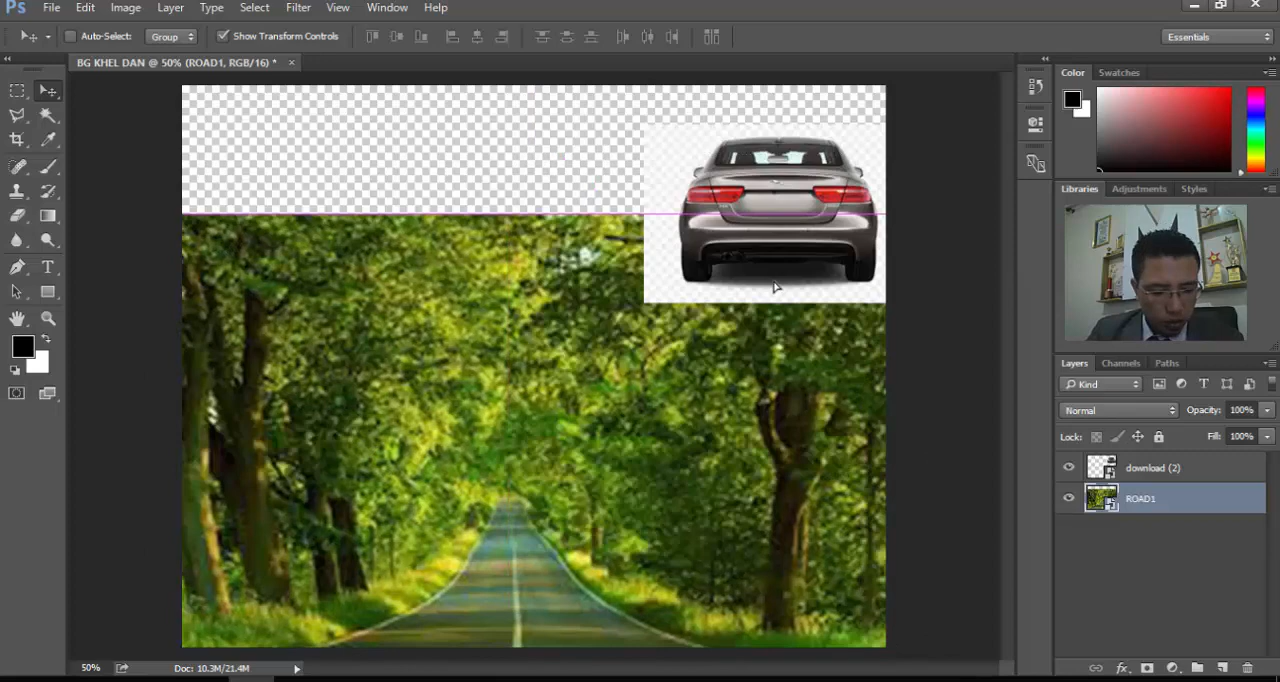 Ps File Edit Image Layer Type Select Filter View Window Help
Auto-Select: Group Show Transform Controls Essentials
BG KHEL DAN @ 50% (ROAD1, RGB/16) * ×
Color Swatches
Libraries Adjustments Styles
Layers Channels Paths
Kind
Normal Opacity: 100%
Lock: Fill: 100%
download (2)
ROAD1
50% Doc: 10.3M/21.4M